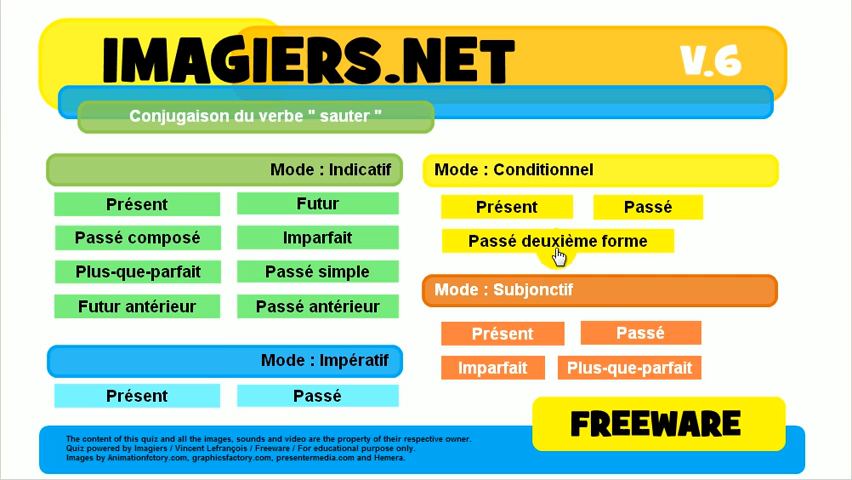 IMAGIERS.NET
V.6
Conjugaison du verbe " sauter "
Mode : Indicatif
Présent
Futur
Passé composé
Imparfait
Plus-que-parfait
Passé simple
Futur antérieur
Passé antérieur
Mode : Impératif
Présent
Passé
Mode : Conditionnel
Présent
Passé
Passé deuxième forme
Mode : Subjonctif
Présent
Passé
Imparfait
Plus-que-parfait
FREEWARE
The content of this quiz and all the images, sounds and video are the property of their respective owner.
Quiz powered by Imagiers / Vincent Lefrançois / Freeware / For educational purpose only.
Images by Animationfctory.com, graphicsfactory.com, presentermedia.com and Hemera.